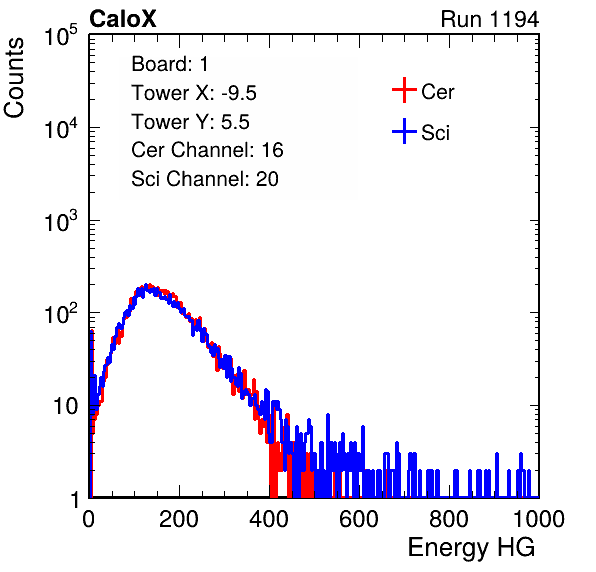 CaloX
Run 1194
Counts
10^5
10^4
10^3
10^2
10
1
Board: 1
Tower X: -9.5
Tower Y: 5.5
Cer Channel: 16
Sci Channel: 20
Cer
Sci
0 200 400 600 800 1000
Energy HG